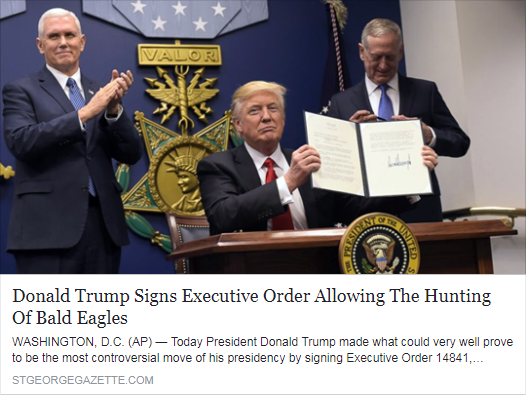 VALOR
Donald Trump Signs Executive Order Allowing The Hunting
Of Bald Eagles
WASHINGTON, D.C. (AP) — Today President Donald Trump made what could very well prove
to be the most controversial move of his presidency by signing Executive Order 14841,...
STGEORGEGAZETTE.COM